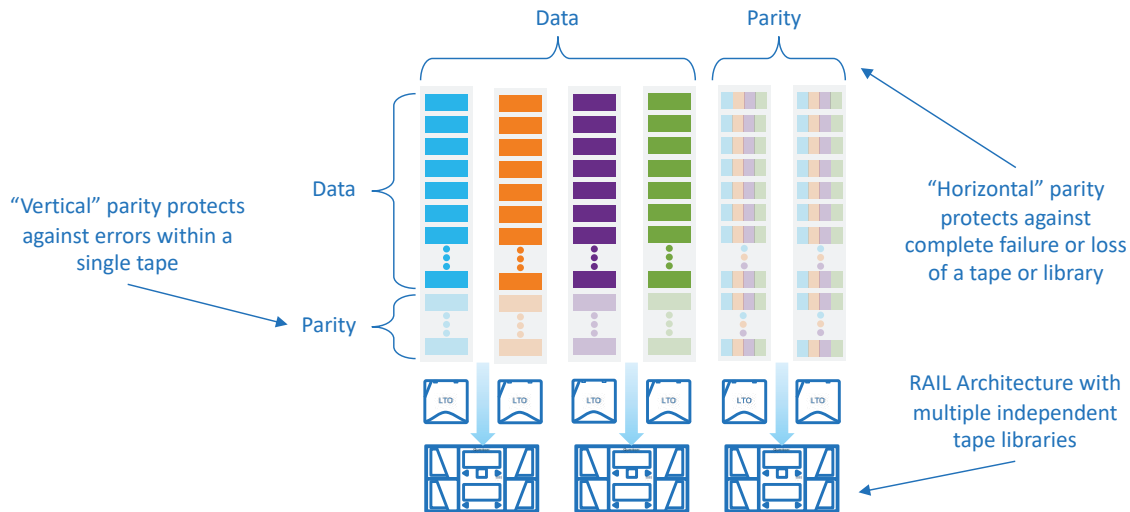 Data
Parity
Data
Parity
“Vertical” parity protects
against errors within a
single tape
“Horizontal” parity
protects against
complete failure or loss
of a tape or library
LTO
LTO
LTO
LTO
LTO
LTO
RAIL Architecture with
multiple independent
tape libraries